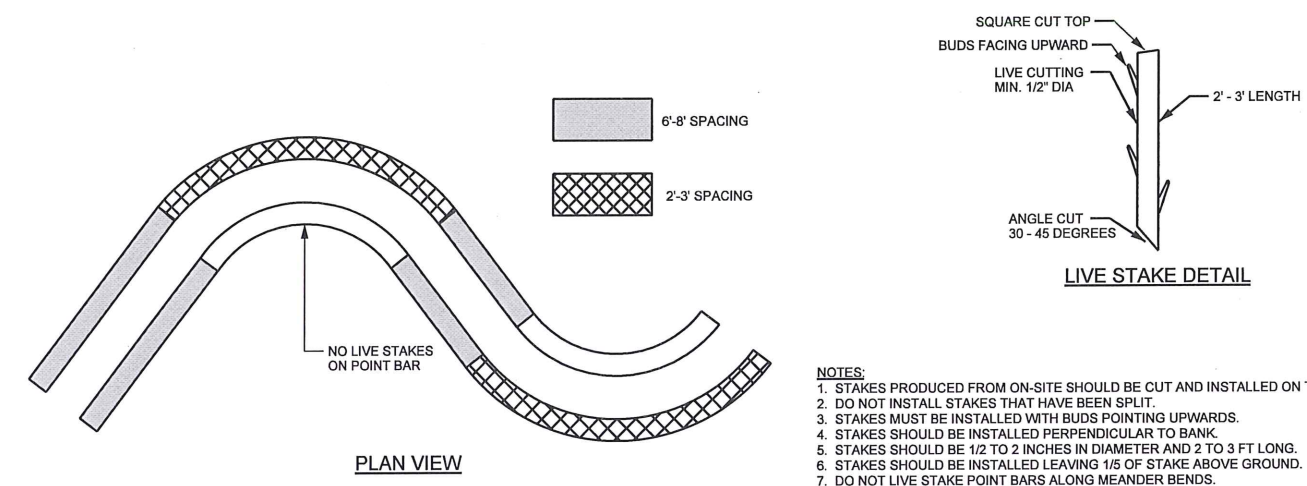 6'-8' SPACING
2'-3' SPACING
NO LIVE STAKES
ON POINT BAR
PLAN VIEW
SQUARE CUT TOP
BUDS FACING UPWARD
LIVE CUTTING
MIN. 1/2" DIA
2' - 3' LENGTH
ANGLE CUT
30 - 45 DEGREES
LIVE STAKE DETAIL
NOTES:
1. STAKES PRODUCED FROM ON-SITE SHOULD BE CUT AND INSTALLED ON
2. DO NOT INSTALL STAKES THAT HAVE BEEN SPLIT.
3. STAKES MUST BE INSTALLED WITH BUDS POINTING UPWARDS.
4. STAKES SHOULD BE INSTALLED PERPENDICULAR TO BANK.
5. STAKES SHOULD BE 1/2 TO 2 INCHES IN DIAMETER AND 2 TO 3 FT LONG.
6. STAKES SHOULD BE INSTALLED LEAVING 1/5 OF STAKE ABOVE GROUND.
7. DO NOT LIVE STAKE POINT BARS ALONG MEANDER BENDS.